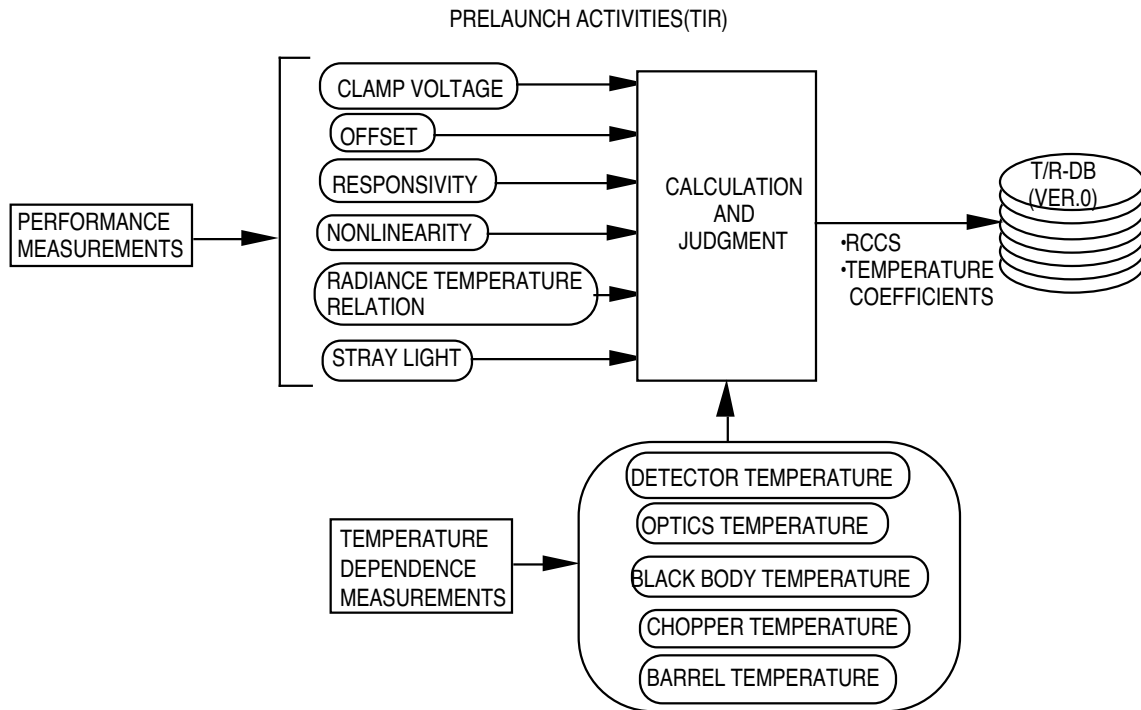 PRELAUNCH ACTIVITIES(TIR)
CLAMP VOLTAGE
OFFSET
RESPONSIVITY
NONLINEARITY
RADIANCE TEMPERATURE
RELATION
STRAY LIGHT
PERFORMANCE
MEASUREMENTS
CALCULATION
AND
JUDGMENT
T/R-DB
(VER.0)
•RCCS
•TEMPERATURE
COEFFICIENTS
TEMPERATURE
DEPENDENCE
MEASUREMENTS
DETECTOR TEMPERATURE
OPTICS TEMPERATURE
BLACK BODY TEMPERATURE
CHOPPER TEMPERATURE
BARREL TEMPERATURE